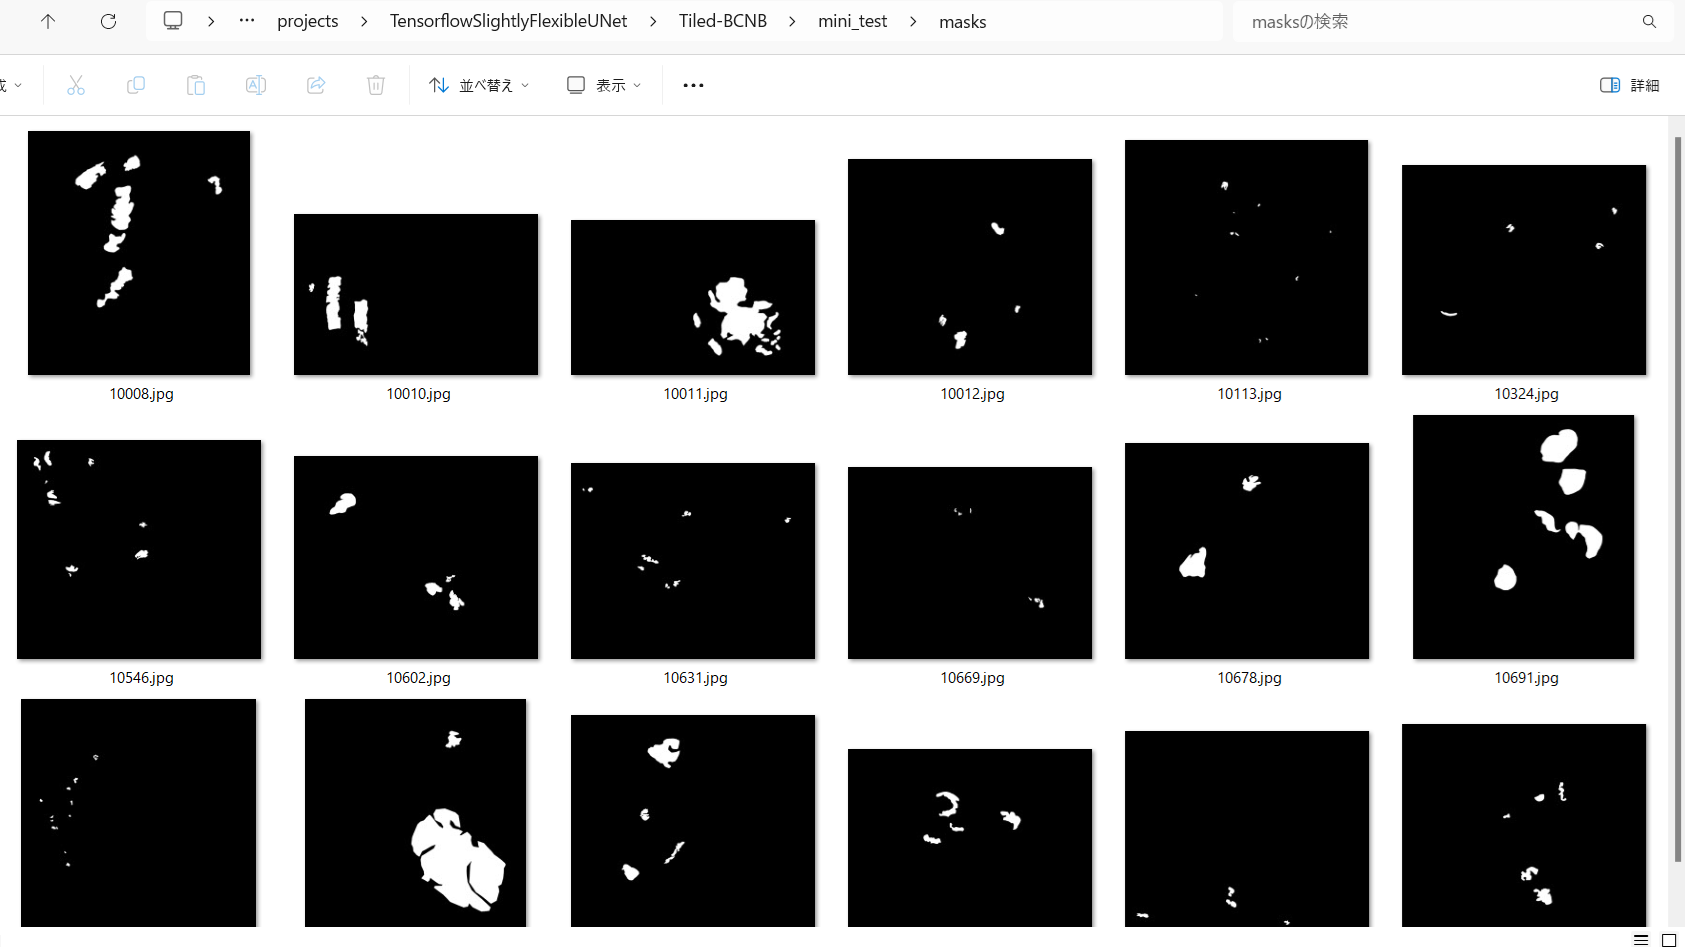 … projects TensorflowSlightlyFlexibleUNet Tiled-BCNB mini_test masks masksの検索
並べ替え 表示 … 詳細
10008.jpg 10010.jpg 10011.jpg 10012.jpg 10113.jpg 10324.jpg
10546.jpg 10602.jpg 10631.jpg 10669.jpg 10678.jpg 10691.jpg